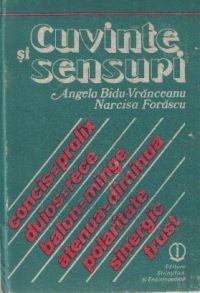 Cuvinte
și
sensuri
Angela Bidu-Vrănceanu
Narcisa Forăscu
concis-prolix
duios-rece
balon-minge
atenua-diminua
polaritate
sinergic
trust
Editura
Științifică
și Enciclopedică